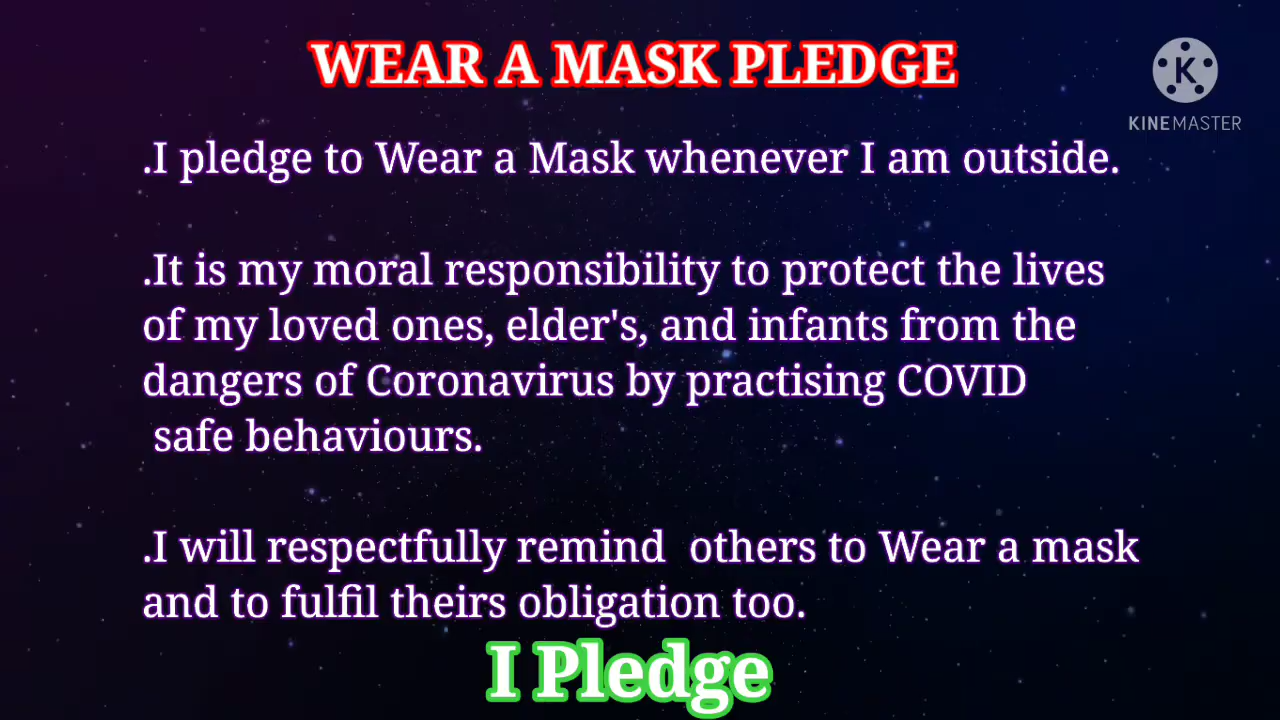 WEAR A MASK PLEDGE
K
KINEMASTER
.I pledge to Wear a Mask whenever I am outside.
.It is my moral responsibility to protect the lives
of my loved ones, elder's, and infants from the
dangers of Coronavirus by practising COVID
safe behaviours.
.I will respectfully remind  others to Wear a mask
and to fulfil theirs obligation too.
I Pledge